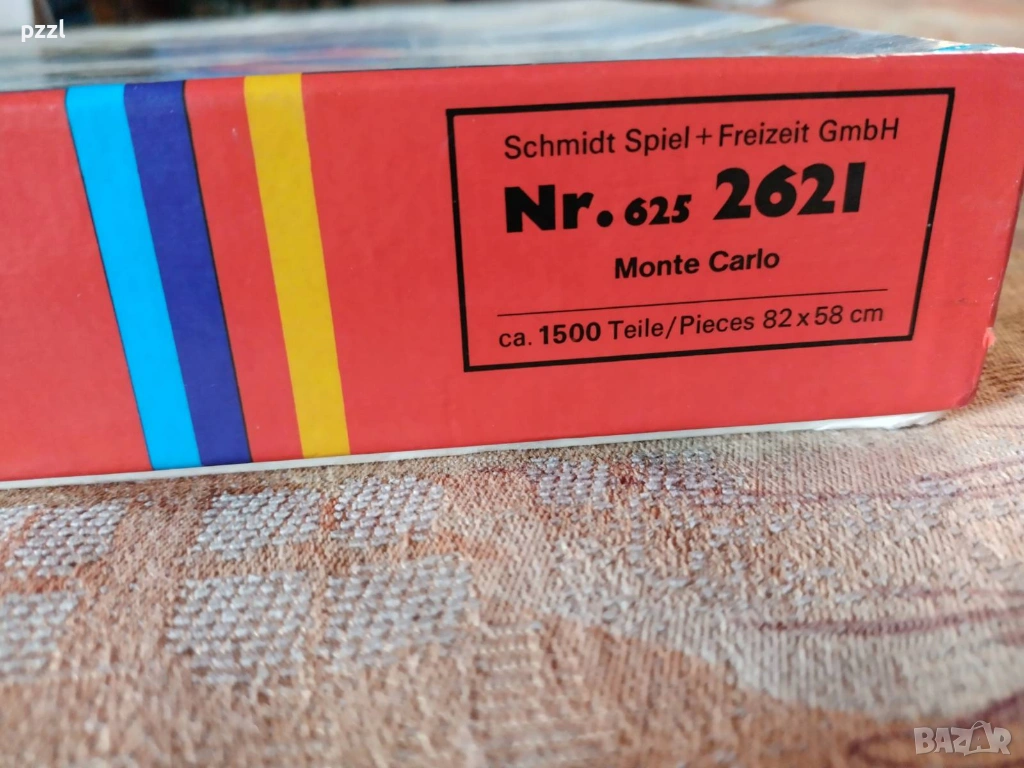 pzzl
Schmidt Spiel + Freizeit GmbH
Nr. 625 2621
Monte Carlo
ca. 1500 Teile/Pieces 82 x 58 cm
BAZAR